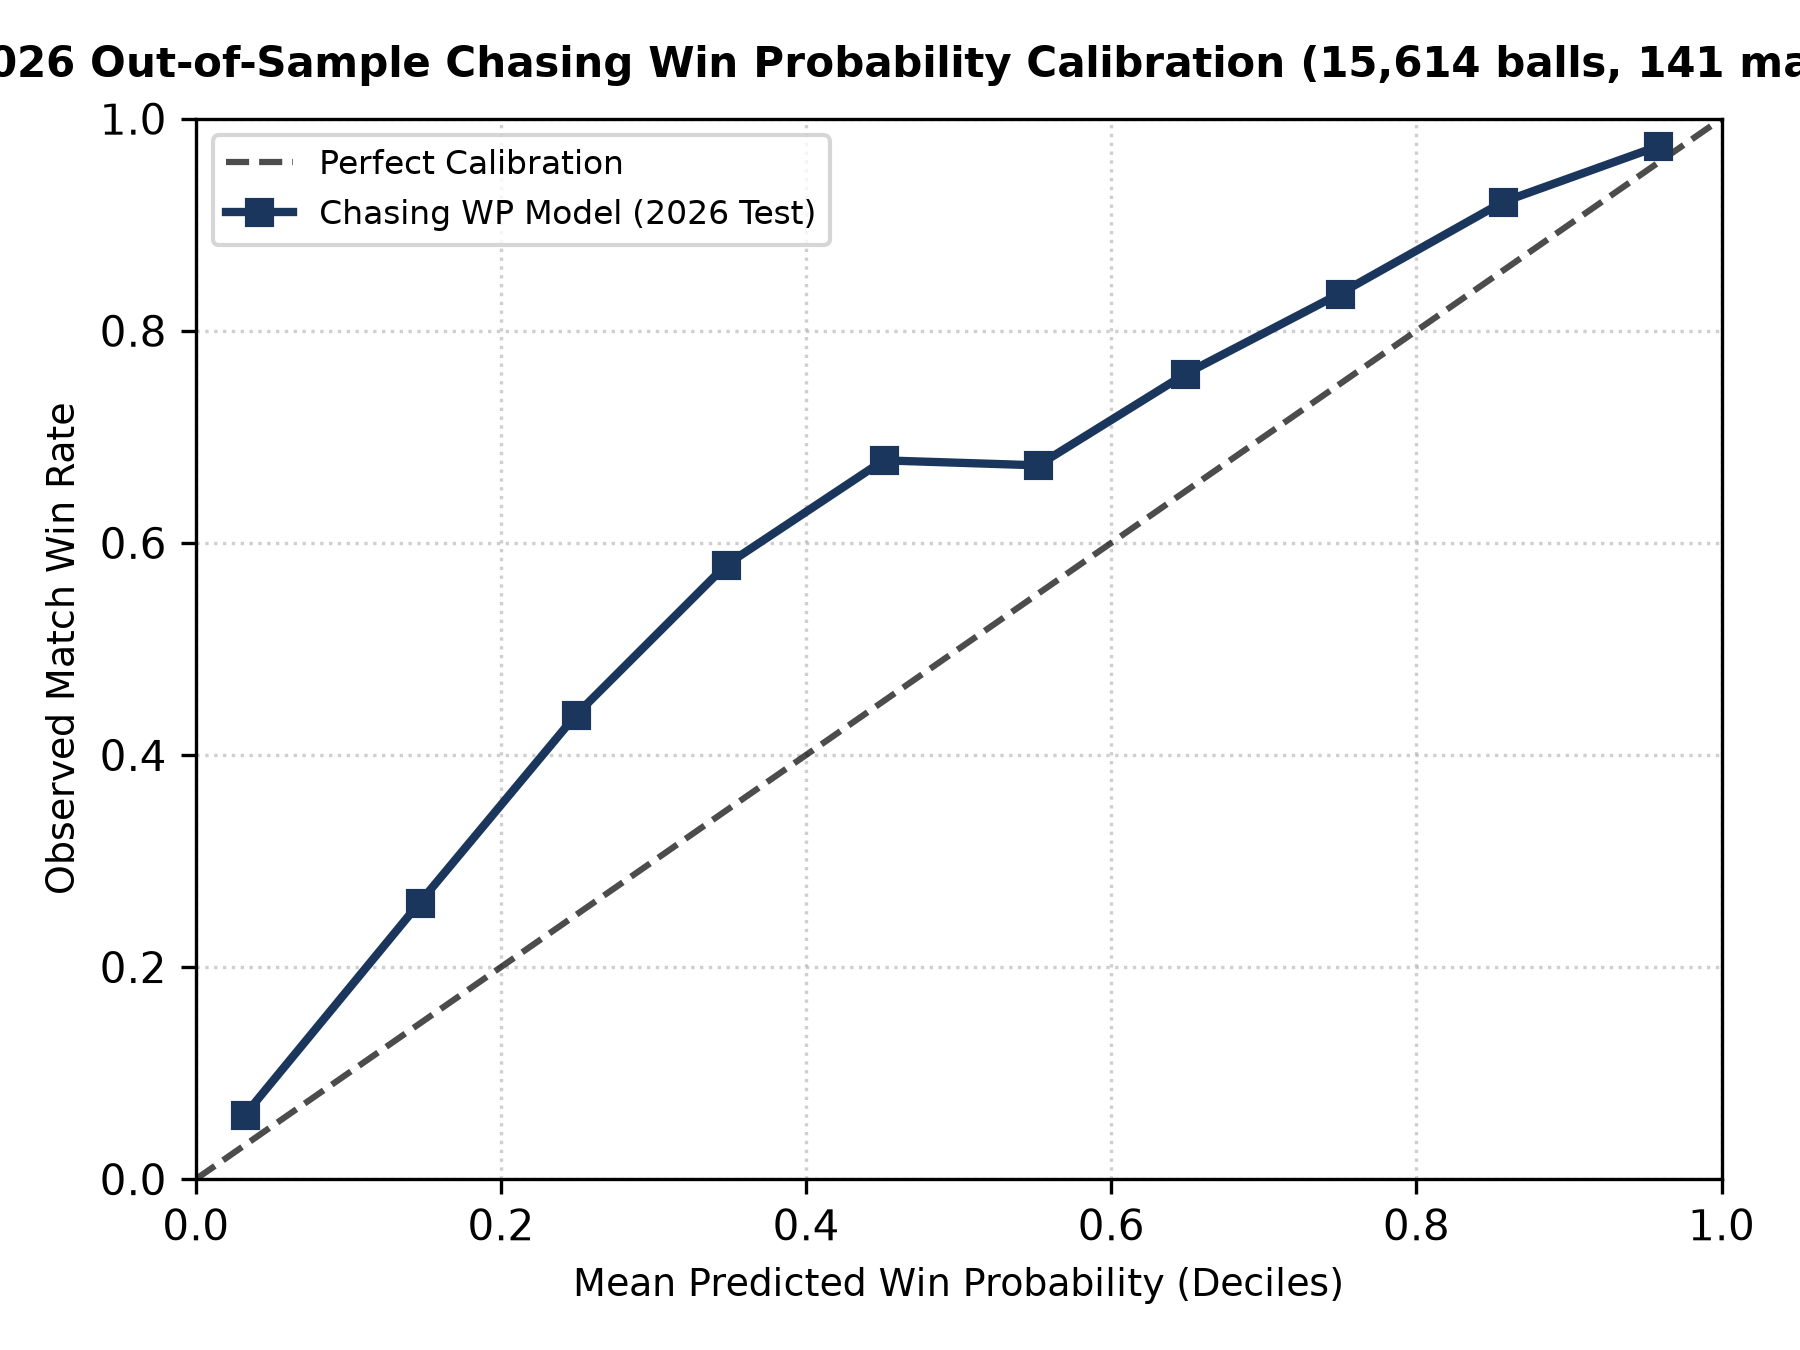 026 Out-of-Sample Chasing Win Probability Calibration (15,614 balls, 141 ma
1.0
Perfect Calibration
Chasing WP Model (2026 Test)
0.8
0.6
0.4
0.2
0.0
Observed Match Win Rate
0.0 0.2 0.4 0.6 0.8 1.0
Mean Predicted Win Probability (Deciles)